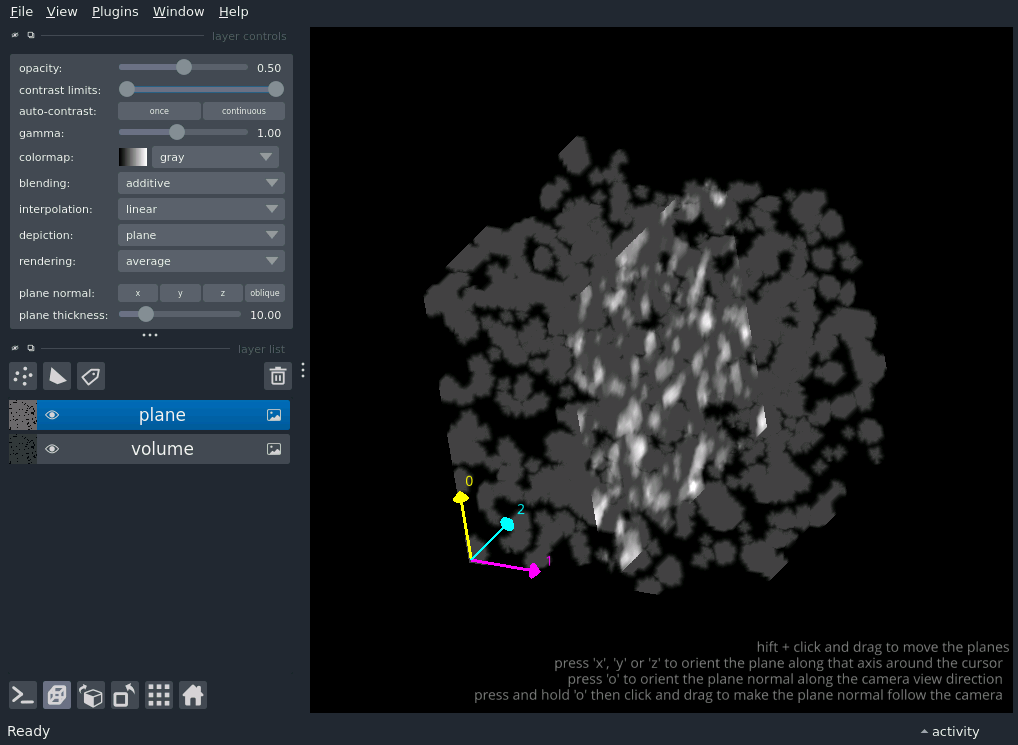 File View Plugins Window Help
layer controls
opacity: 0.50
contrast limits:
auto-contrast: once continuous
gamma: 1.00
colormap: gray
blending: additive
interpolation: linear
depiction: plane
rendering: average
plane normal: x y z oblique
plane thickness: 10.00
layer list
plane
volume
0
2
1
hift + click and drag to move the planes
press 'x', 'y' or 'z' to orient the plane along that axis around the cursor
press 'o' to orient the plane normal along the camera view direction
press and hold 'o' then click and drag to make the plane normal follow the camera
Ready activity